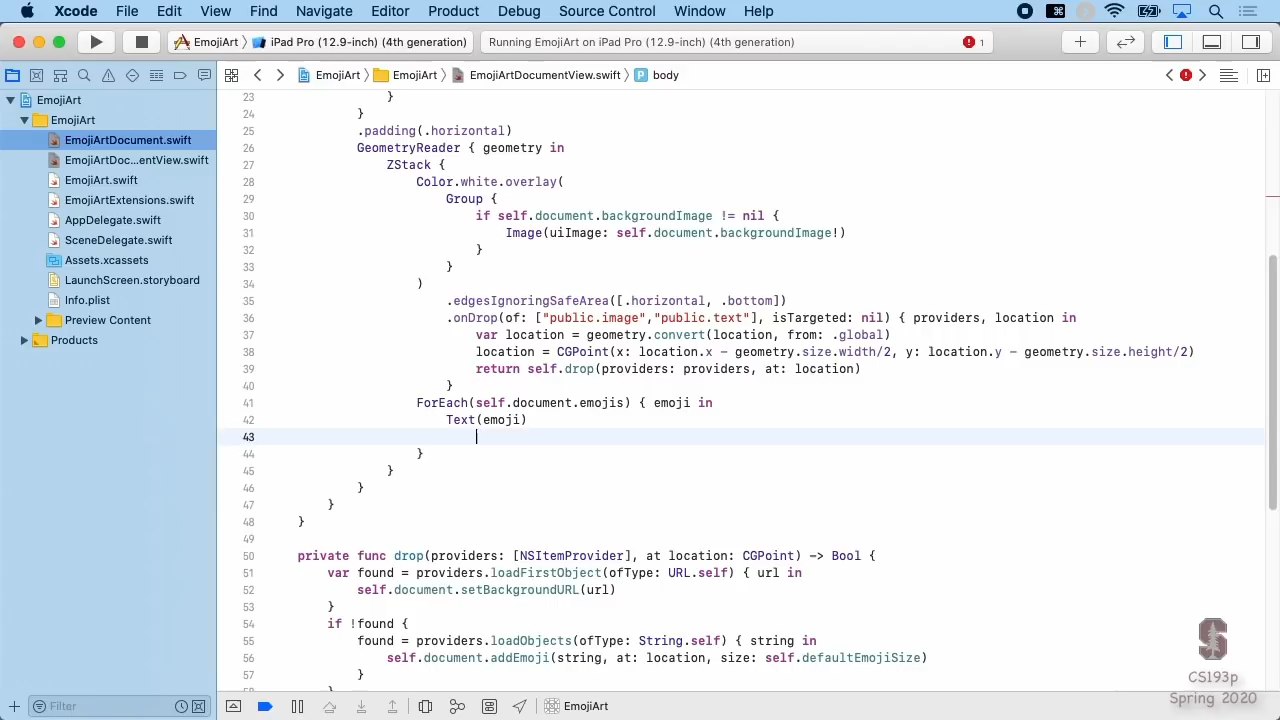 Xcode File Edit View Find Navigate Editor Product Debug Source Control Window Help
EmojiArt iPad Pro (12.9-inch) (4th generation) Running EmojiArt on iPad Pro (12.9-inch) (4th generation) 1
EmojiArt EmojiArt EmojiArtDocumentView.swift P body
EmojiArt
EmojiArt
EmojiArtDocument.swift
EmojiArtDoc...entView.swift
EmojiArt.swift
EmojiArtExtensions.swift
AppDelegate.swift
SceneDelegate.swift
Assets.xcassets
LaunchScreen.storyboard
Info.plist
Preview Content
Products
Filter
23 }
24 }
25 .padding(.horizontal)
26 GeometryReader { geometry in
27 ZStack {
28 Color.white.overlay(
29 Group {
30 if self.document.backgroundImage != nil {
31 Image(uiImage: self.document.backgroundImage!)
32 }
33 }
34 )
35 .edgesIgnoringSafeArea([.horizontal, .bottom])
36 .onDrop(of: ["public.image","public.text"], isTargeted: nil) { providers, location in
37 var location = geometry.convert(location, from: .global)
38 location = CGPoint(x: location.x - geometry.size.width/2, y: location.y - geometry.size.height/2)
39 return self.drop(providers: providers, at: location)
40 }
41 ForEach(self.document.emojis) { emoji in
42 Text(emoji)
43
44 }
45 }
46 }
47 }
48 }
49
50 private func drop(providers: [NSItemProvider], at location: CGPoint) -> Bool {
51 var found = providers.loadFirstObject(ofType: URL.self) { url in
52 self.document.setBackgroundURL(url)
53 }
54 if !found {
55 found = providers.loadObjects(ofType: String.self) { string in
56 self.document.addEmoji(string, at: location, size: self.defaultEmojiSize)
57 }
58 }
EmojiArt
CS193p
Spring 2020